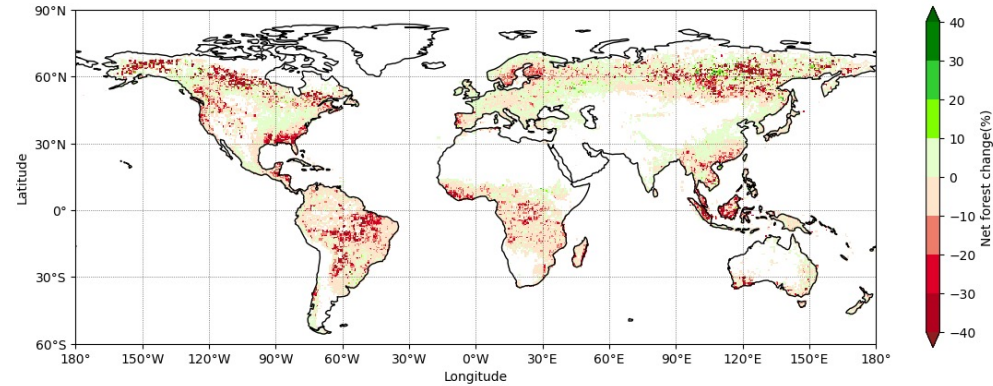 90°N
60°N
30°N
0°
30°S
60°S
Latitude
180°
150°W
120°W
90°W
60°W
30°W
0°W
30°E
60°E
90°E
120°E
150°E
180°
Longitude
40
30
20
10
0
−10
−20
−30
−40
Net forest change(%)